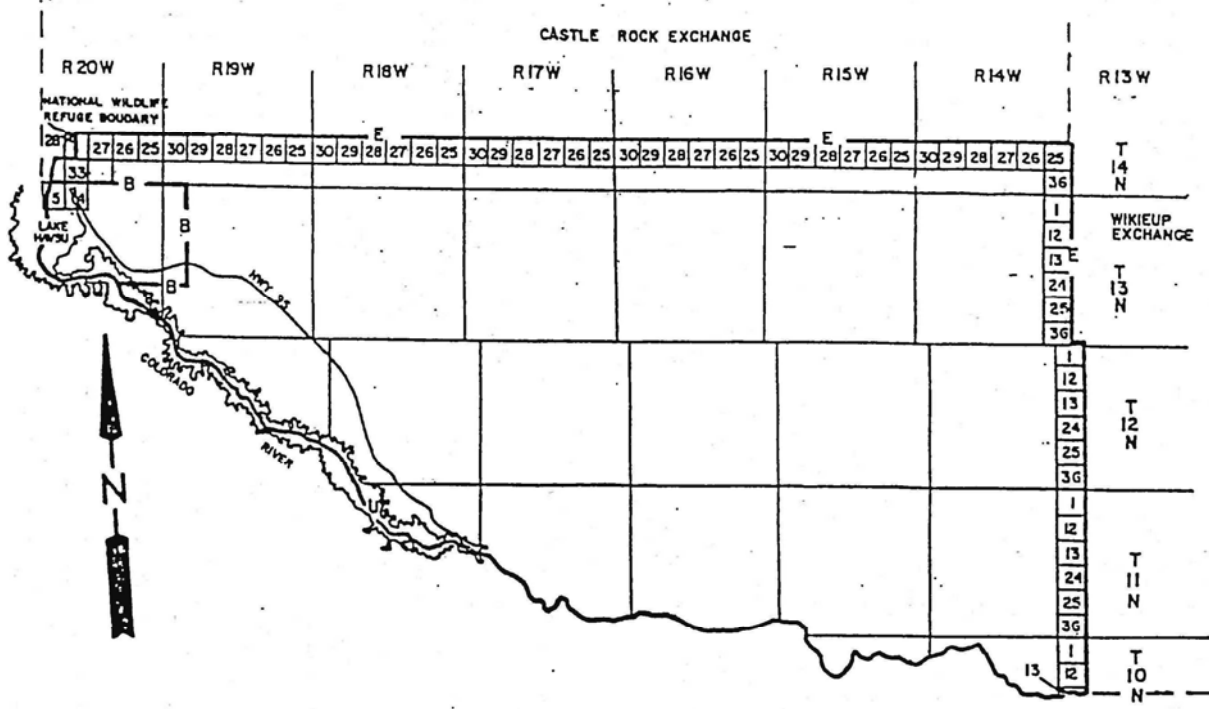 CASTLE ROCK EXCHANGE
R20W R19W R18W R17W R16W R15W R14W R13W
NATIONAL WILDLIFE
REFUGE BOUDARY
E E
28 27 26 25 30 29 28 27 26 25 30 29 28 27 26 25 30 29 28 27 26 25 30 29 28 27 26 25 30 29 28 27 26 25 30 29 28 27 26 25
T
14
N
33
36
B
5 4
B
1
LAKE
HAVSU
12
WIKIEUP
EXCHANGE
13
E
B
HWY 95
24
T
13
N
25
36
COLORADO
RIVER
1
12
13
24
25
36
T
12
N
N
1
12
13
24
25
36
T
11
N
1
12
13
T
10
N